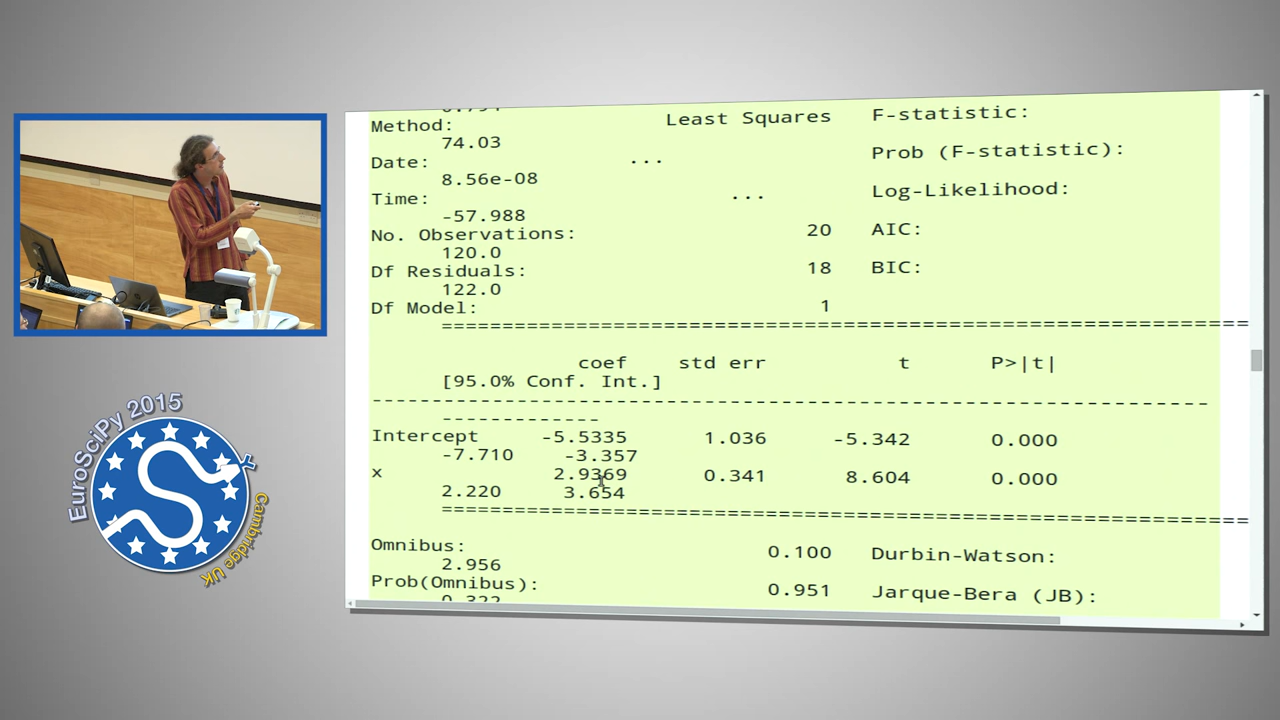 0.794
Method: Least Squares F-statistic:
74.03
Date: ... Prob (F-statistic):
8.56e-08
Time: ... Log-Likelihood:
-57.988
No. Observations: 20 AIC:
120.0
Df Residuals: 18 BIC:
122.0
Df Model: 1
================================================================================
coef std err t P>|t|
[95.0% Conf. Int.]
--------------------------------------------------------------------------------
-------------
Intercept -5.5335 1.036 -5.342 0.000
-7.710 -3.357
x 2.9369 0.341 8.604 0.000
2.220 3.654
================================================================================
Omnibus: 0.100 Durbin-Watson:
2.956
Prob(Omnibus): 0.951 Jarque-Bera (JB):
0.322
EuroSciPy 2015
Cambridge UK